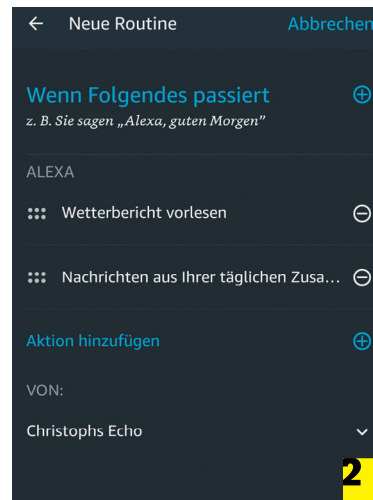 Neue Routine Abbrechen
Wenn Folgendes passiert
z. B. Sie sagen „Alexa, guten Morgen”
ALEXA
Wetterbericht vorlesen
Nachrichten aus Ihrer täglichen Zusa...
Aktion hinzufügen
VON:
Christophs Echo
2